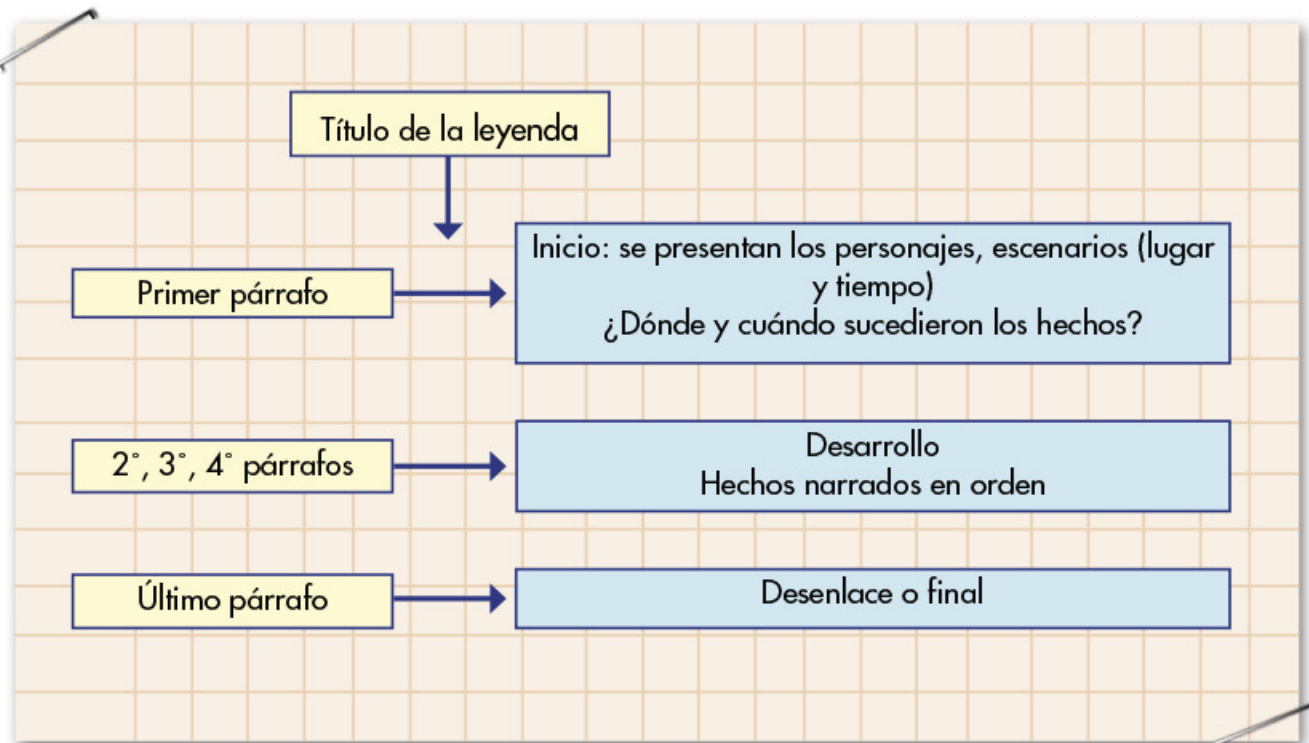 Título de la leyenda
Primer párrafo
Inicio: se presentan los personajes, escenarios (lugar
y tiempo)
¿Dónde y cuándo sucedieron los hechos?
2°, 3°, 4° párrafos
Desarrollo
Hechos narrados en orden
Último párrafo
Desenlace o final